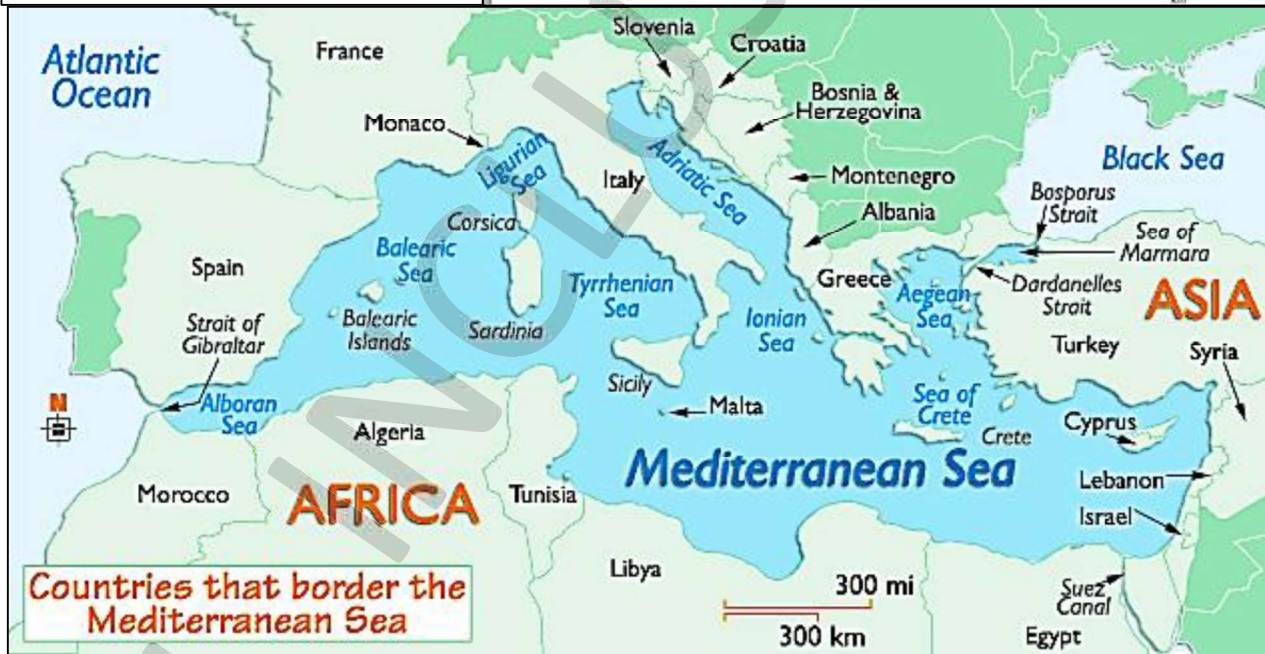 Slovenia
Croatia
France
Atlantic
Ocean
Bosnia &
Herzegovina
Monaco
Ligurian
Sea
Adriatic
Sea
Black Sea
Italy
Montenegro
Bosporus
Strait
Corsica
Albania
Sea of
Marmara
Balearic
Sea
Spain
Greece
Aegean
Sea
Dardanelles
Strait
ASIA
Tyrrhenian
Sea
Ionian
Sea
Balearic
Islands
Sardinia
Strait of
Gibraltar
Turkey
Syria
Sicily
Malta
Sea of
Crete
Crete
Cyprus
N
Alboran
Sea
Algeria
Mediterranean Sea
Lebanon
Morocco
AFRICA
Tunisia
Israel
Libya
300 mi
300 km
Suez
Canal
Egypt
Countries that border the
Mediterranean Sea